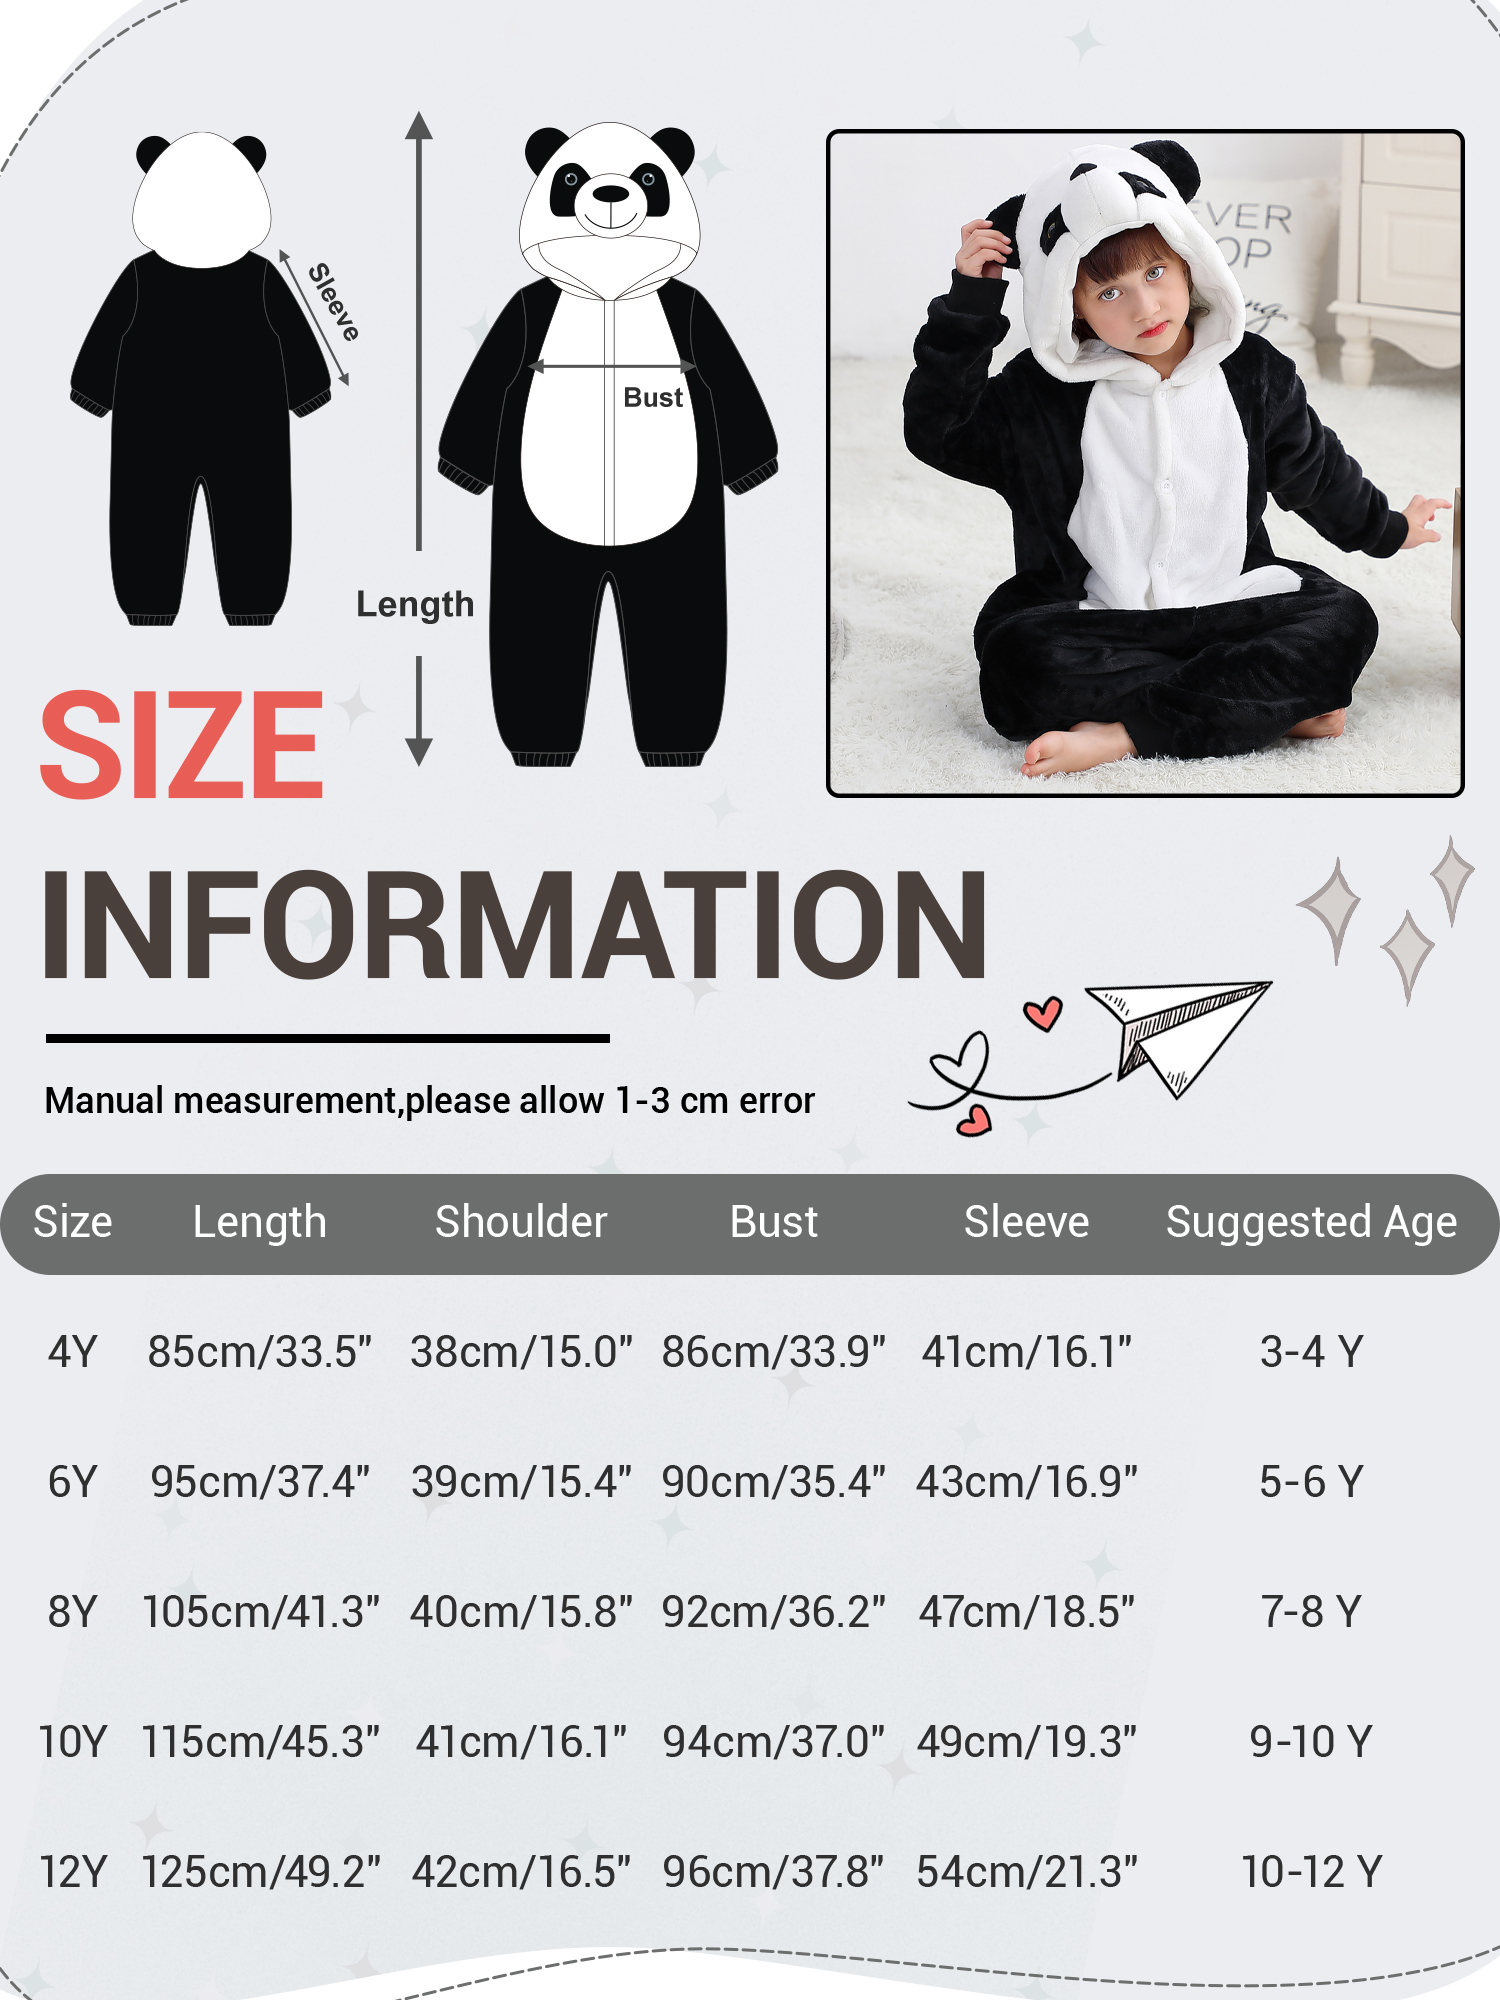 Sleeve
Bust
Length
EVER
OP
SIZE
INFORMATION
Manual measurement,please allow 1-3 cm error
Size Length Shoulder Bust Sleeve Suggested Age
4Y 85cm/33.5" 38cm/15.0" 86cm/33.9" 41cm/16.1" 3-4 Y
6Y 95cm/37.4" 39cm/15.4" 90cm/35.4" 43cm/16.9" 5-6 Y
8Y 105cm/41.3" 40cm/15.8" 92cm/36.2" 47cm/18.5" 7-8 Y
10Y 115cm/45.3" 41cm/16.1" 94cm/37.0" 49cm/19.3" 9-10 Y
12Y 125cm/49.2" 42cm/16.5" 96cm/37.8" 54cm/21.3" 10-12 Y